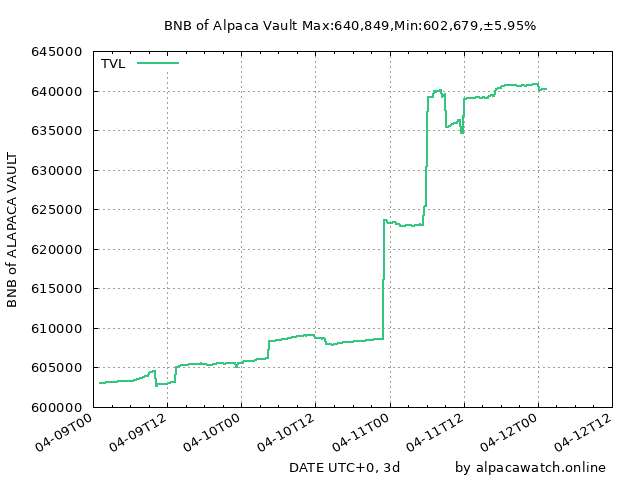 BNB of Alpaca Vault Max:640,849,Min:602,679,±5.95%
TVL
645000
640000
635000
630000
625000
620000
615000
610000
605000
600000
BNB of ALAPACA VAULT
04-09T00
04-09T12
04-10T00
04-10T12
04-11T00
04-11T12
04-12T00
04-12T12
DATE UTC+0, 3d
by alpacawatch.online